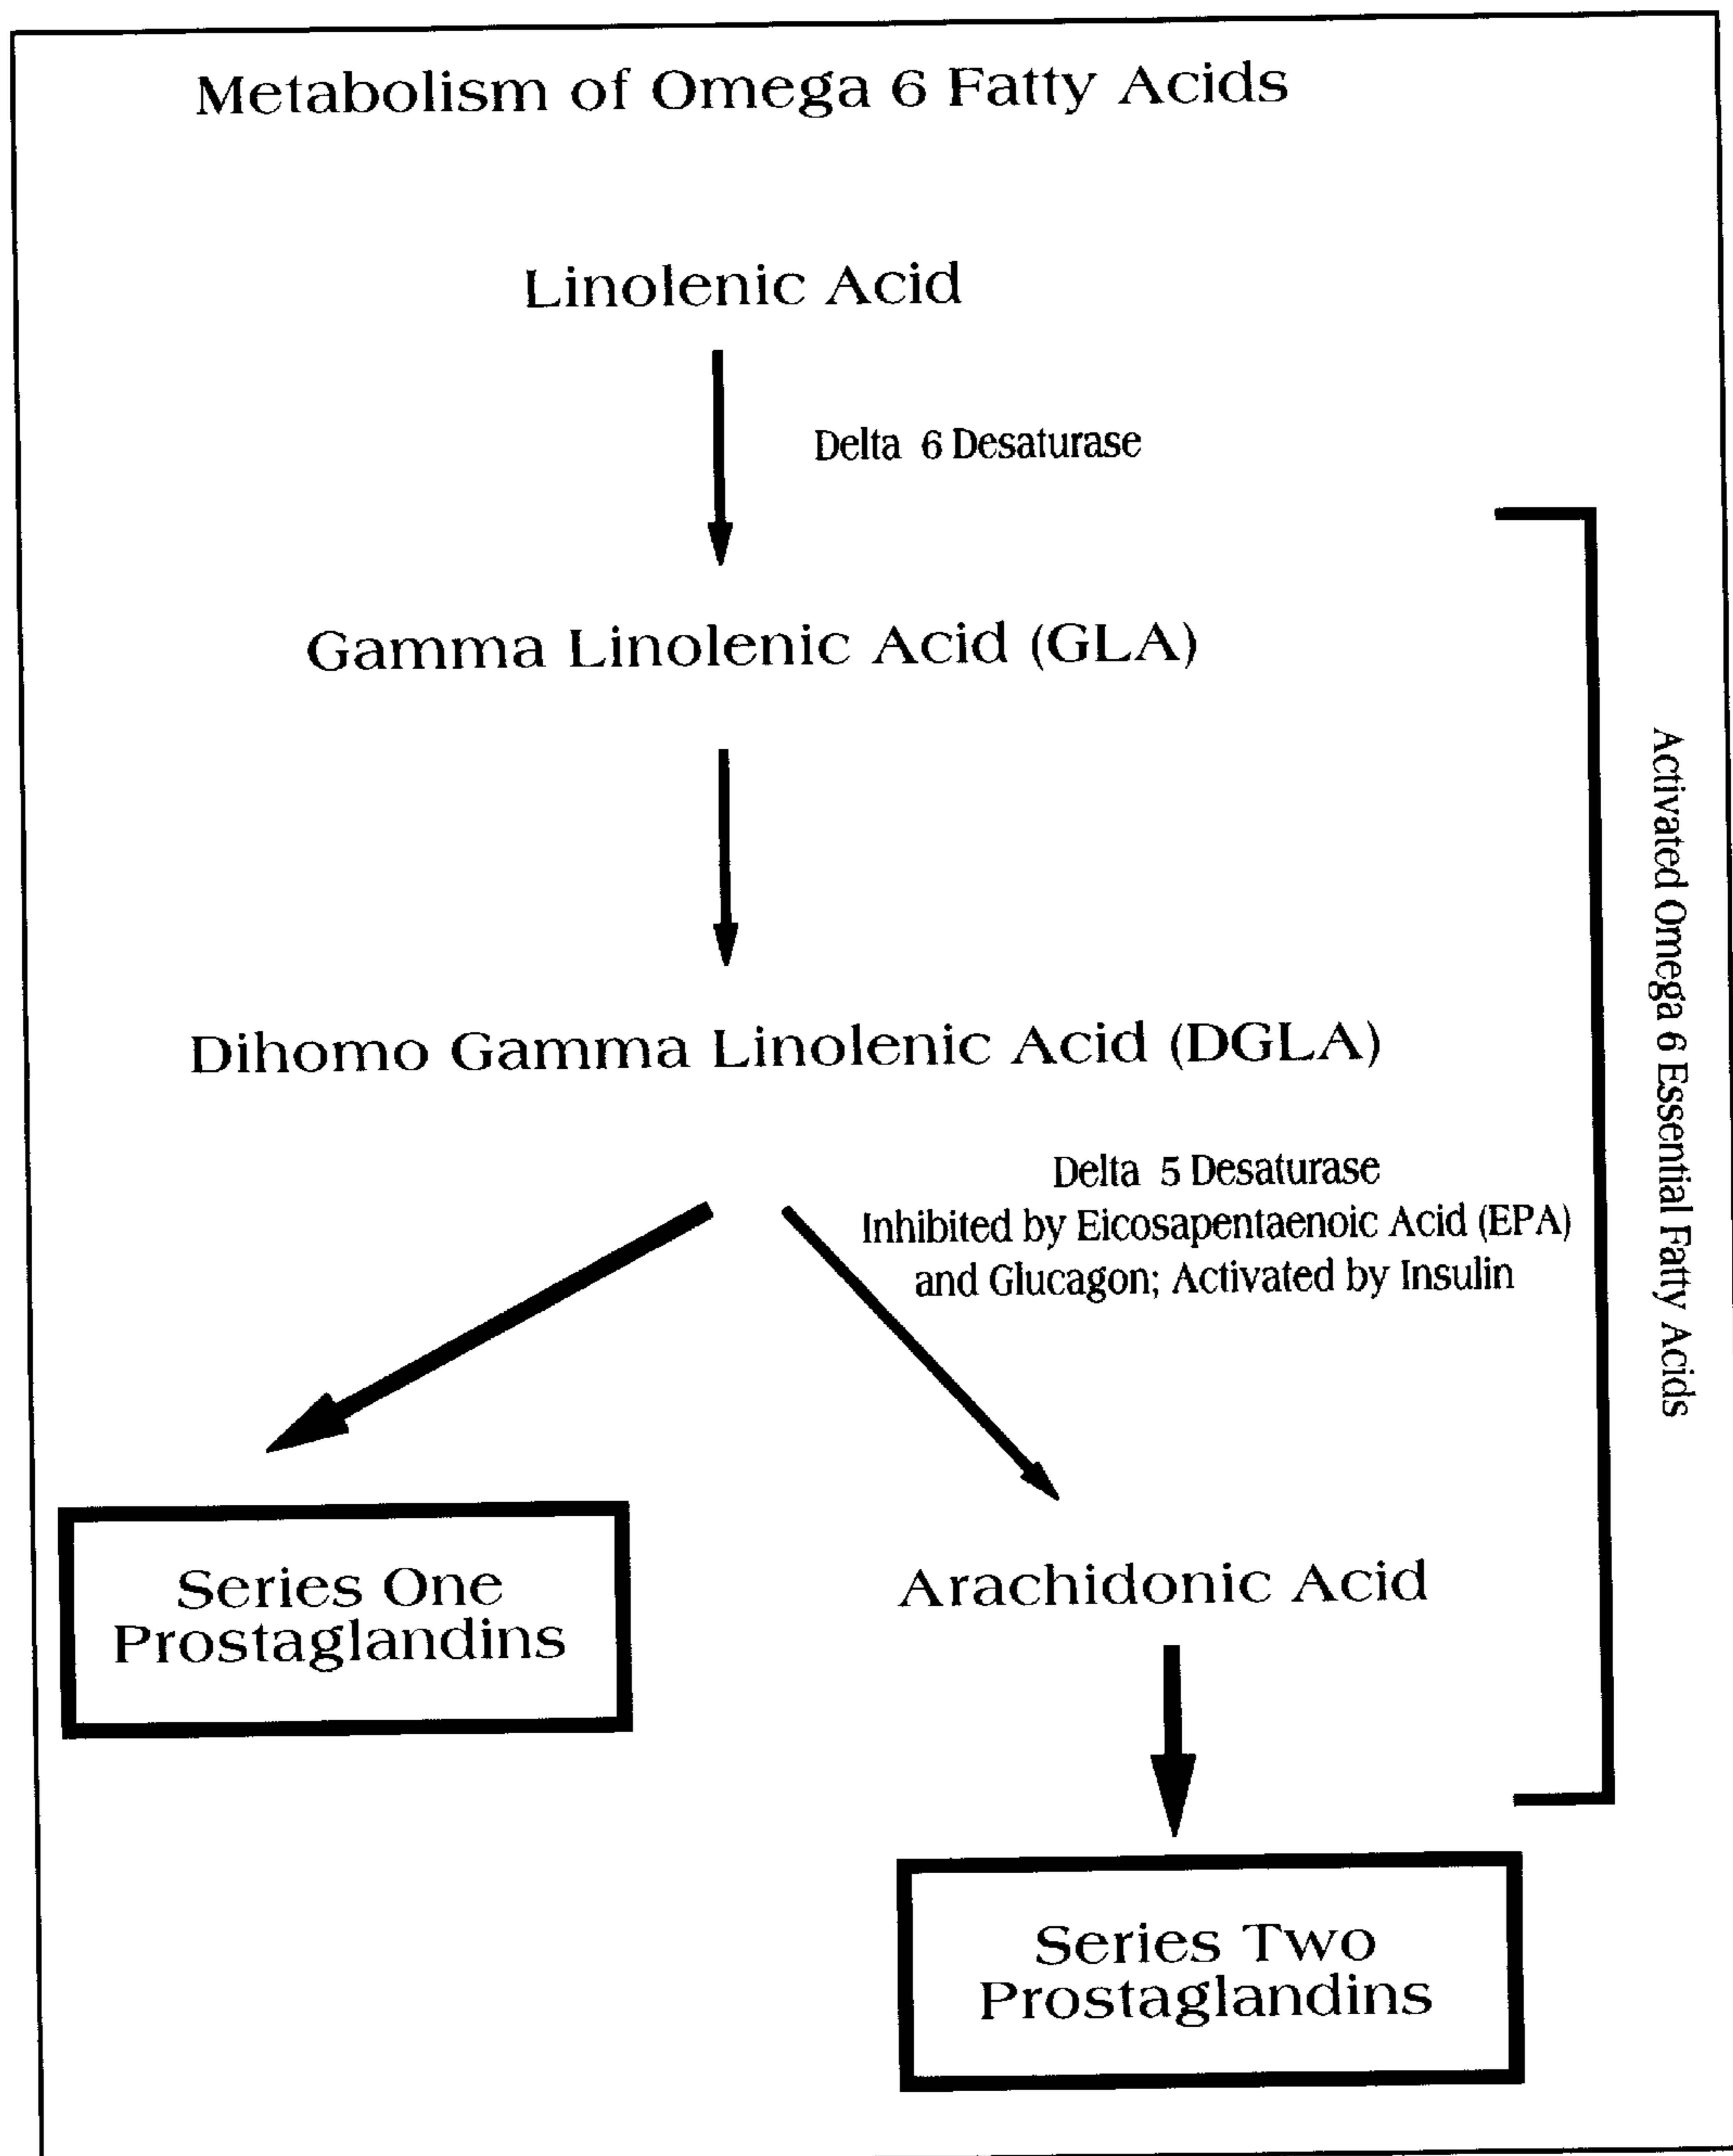 Metabolism of Omega 6 Fatty Acids
Linolenic Acid
Delta 6 Desaturase
Gamma Linolenic Acid (GLA)
Dihomo Gamma Linolenic Acid (DGLA)
Delta 5 Desaturase
Inhibited by Eicosapentaenoic Acid (EPA)
and Glucagon; Activated by Insulin
Activated Omega 6 Essential Fatty Acids
Series One
Prostaglandins
Arachidonic Acid
Series Two
Prostaglandins